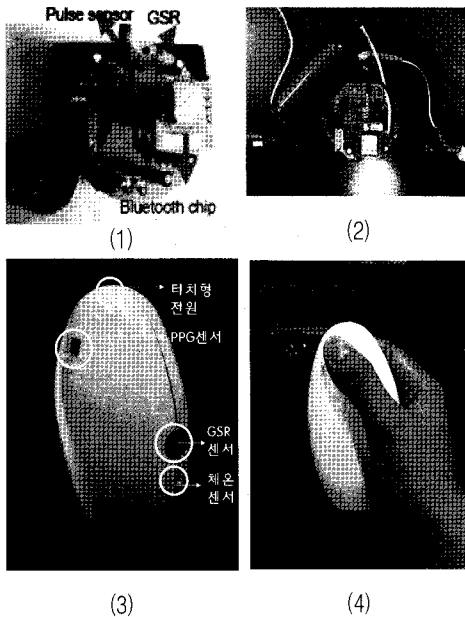 Pulse sensor GSR
Bluetooth chip
(1)
(2)
터치형
전원
PPG센서
GSR
센서
체온
센서
(3)
(4)